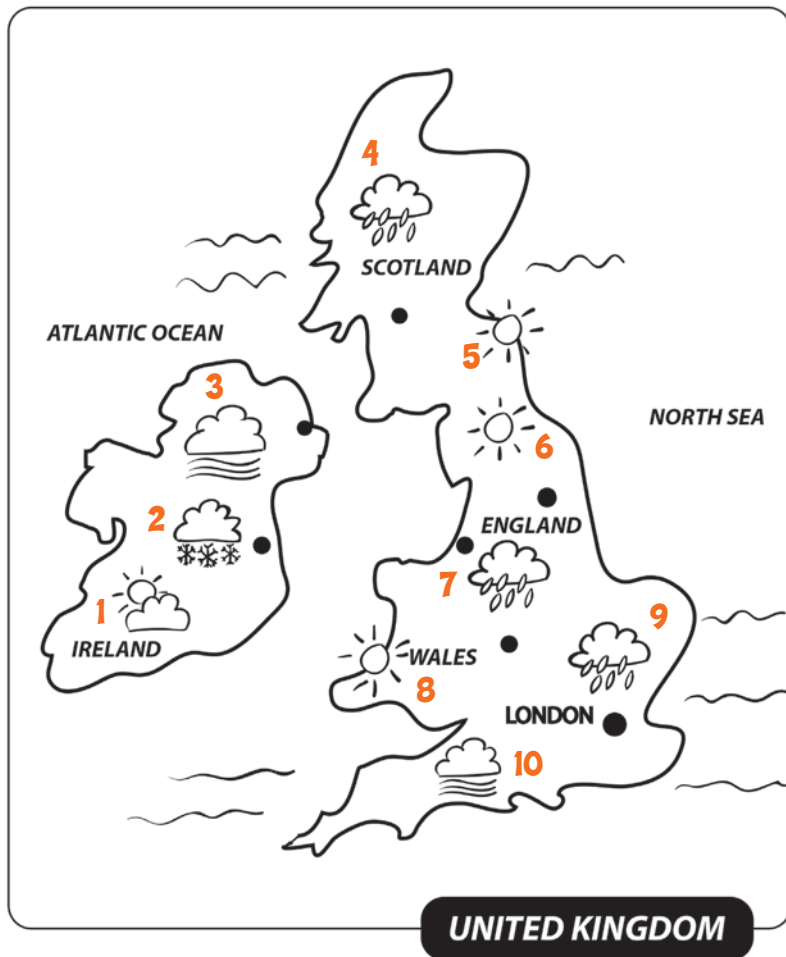 4
SCOTLAND
ATLANTIC OCEAN
5
3
NORTH SEA
6
2
ENGLAND
7
1
9
IRELAND
WALES
8
LONDON
10
UNITED KINGDOM